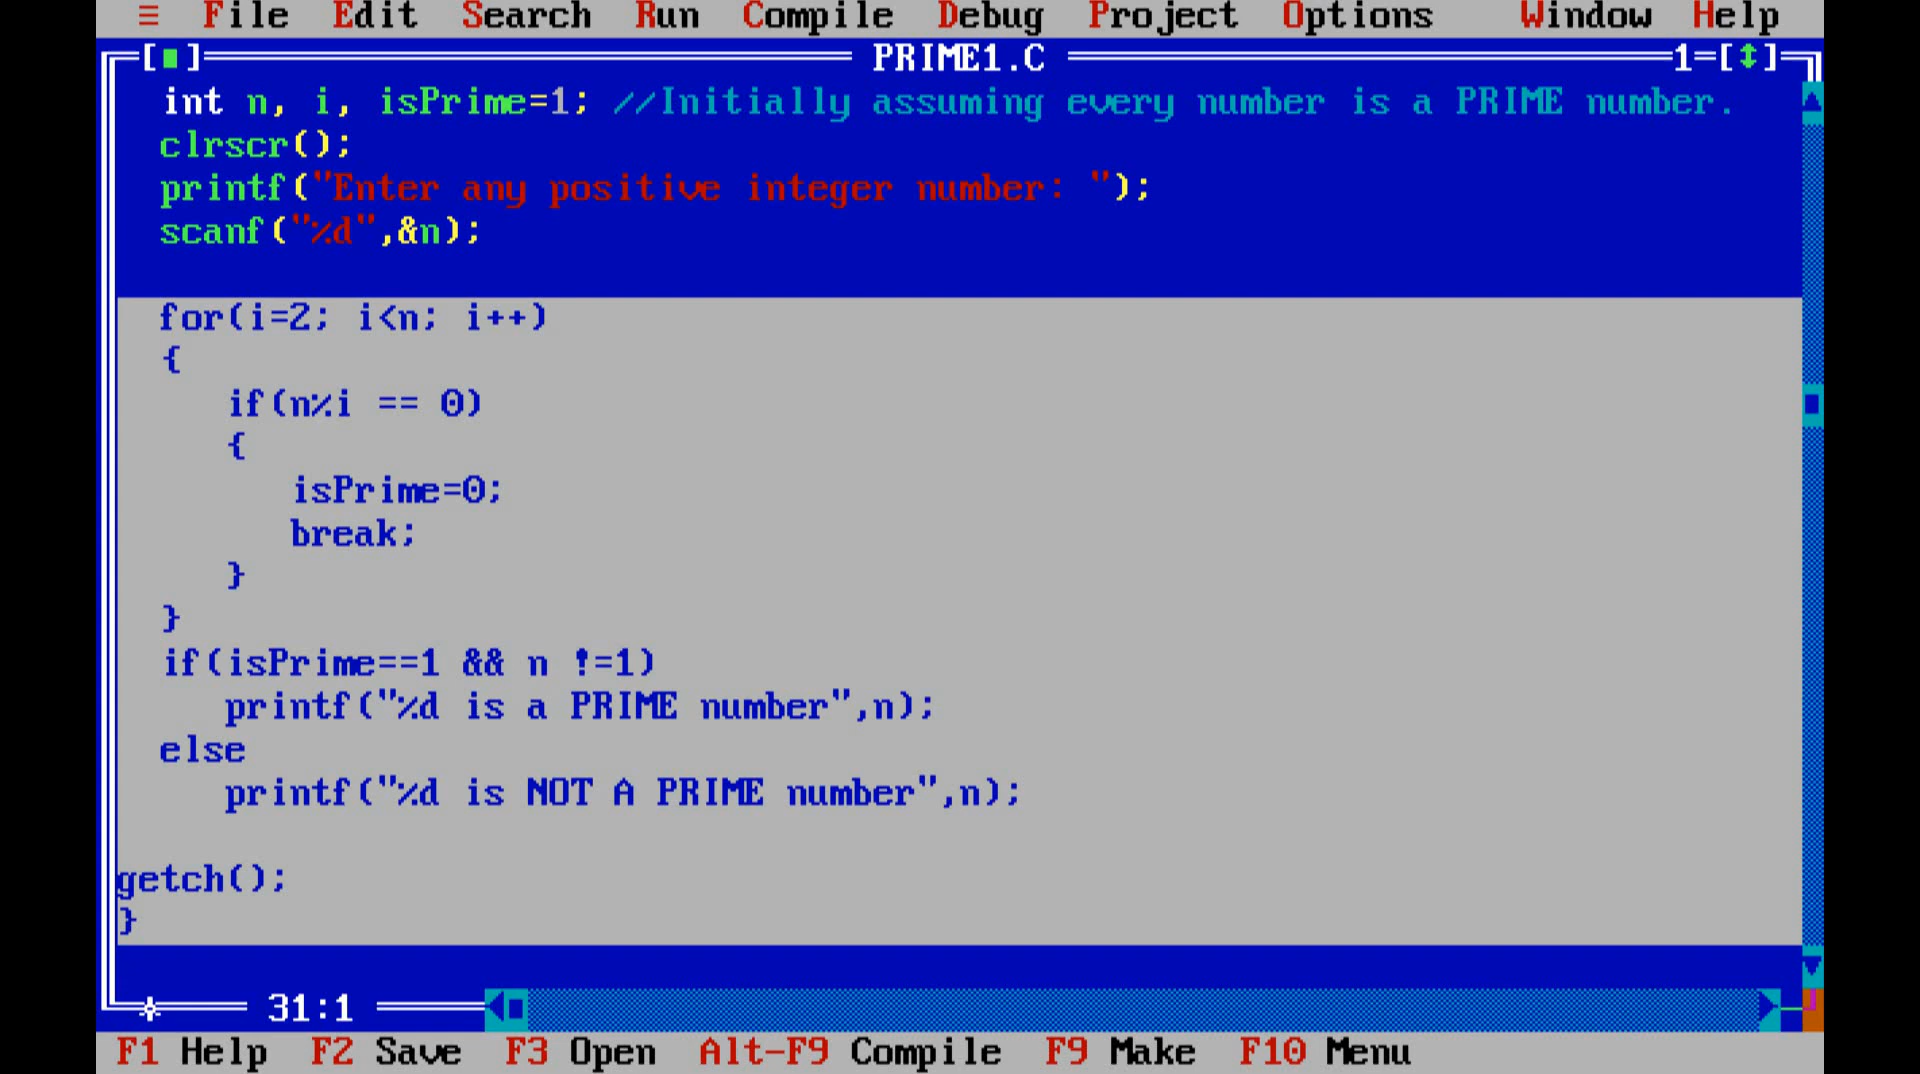 ≡ File Edit Search Run Compile Debug Project Options Window Help
[■] PRIME1.C 1=[↕]
int n, i, isPrime=1; //Initially assuming every number is a PRIME number.
clrscr();
printf("Enter any positive integer number: ");
scanf("%d",&n);
for(i=2; i<n; i++)
{
if(n%i == 0)
{
isPrime=0;
break;
}
}
if(isPrime==1 && n !=1)
printf("%d is a PRIME number",n);
else
printf("%d is NOT A PRIME number",n);
getch();
}
31:1
F1 Help F2 Save F3 Open Alt-F9 Compile F9 Make F10 Menu